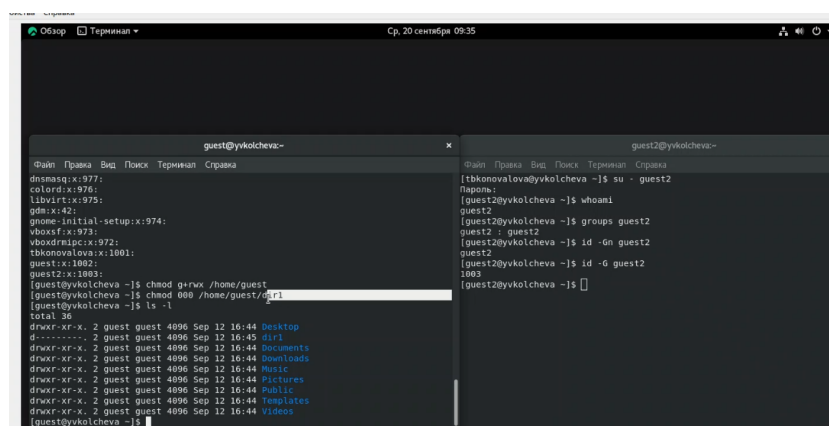 Обзор Терминал Ср, 20 сентября 09:35
guest@yvkolcheva:~ ×
Файл Правка Вид Поиск Терминал Справка
dnsmasq:x:977:
colord:x:976:
libvirt:x:975:
gdm:x:42:
gnome-initial-setup:x:974:
vboxsf:x:973:
vboxdrmipc:x:972:
tbkonovalova:x:1001:
guest:x:1002:
guest2:x:1003:
[guest@yvkolcheva ~]$ chmod g+rwx /home/guest
[guest@yvkolcheva ~]$ chmod 000 /home/guest/dir1
[guest@yvkolcheva ~]$ ls -l
total 36
drwxr-xr-x. 2 guest guest 4096 Sep 12 16:44 Desktop
d---------. 2 guest guest 4096 Sep 12 16:45 dir1
drwxr-xr-x. 2 guest guest 4096 Sep 12 16:44 Documents
drwxr-xr-x. 2 guest guest 4096 Sep 12 16:44 Downloads
drwxr-xr-x. 2 guest guest 4096 Sep 12 16:44 Music
drwxr-xr-x. 2 guest guest 4096 Sep 12 16:44 Pictures
drwxr-xr-x. 2 guest guest 4096 Sep 12 16:44 Public
drwxr-xr-x. 2 guest guest 4096 Sep 12 16:44 Templates
drwxr-xr-x. 2 guest guest 4096 Sep 12 16:44 Videos
[guest@yvkolcheva ~]$
guest2@yvkolcheva:~
Файл Правка Вид Поиск Терминал Справка
[tbkonovalova@yvkolcheva ~]$ su - guest2
Пароль:
[guest2@yvkolcheva ~]$ whoami
guest2
[guest2@yvkolcheva ~]$ groups guest2
guest2 : guest2
[guest2@yvkolcheva ~]$ id -Gn guest2
guest2
[guest2@yvkolcheva ~]$ id -G guest2
1003
[guest2@yvkolcheva ~]$